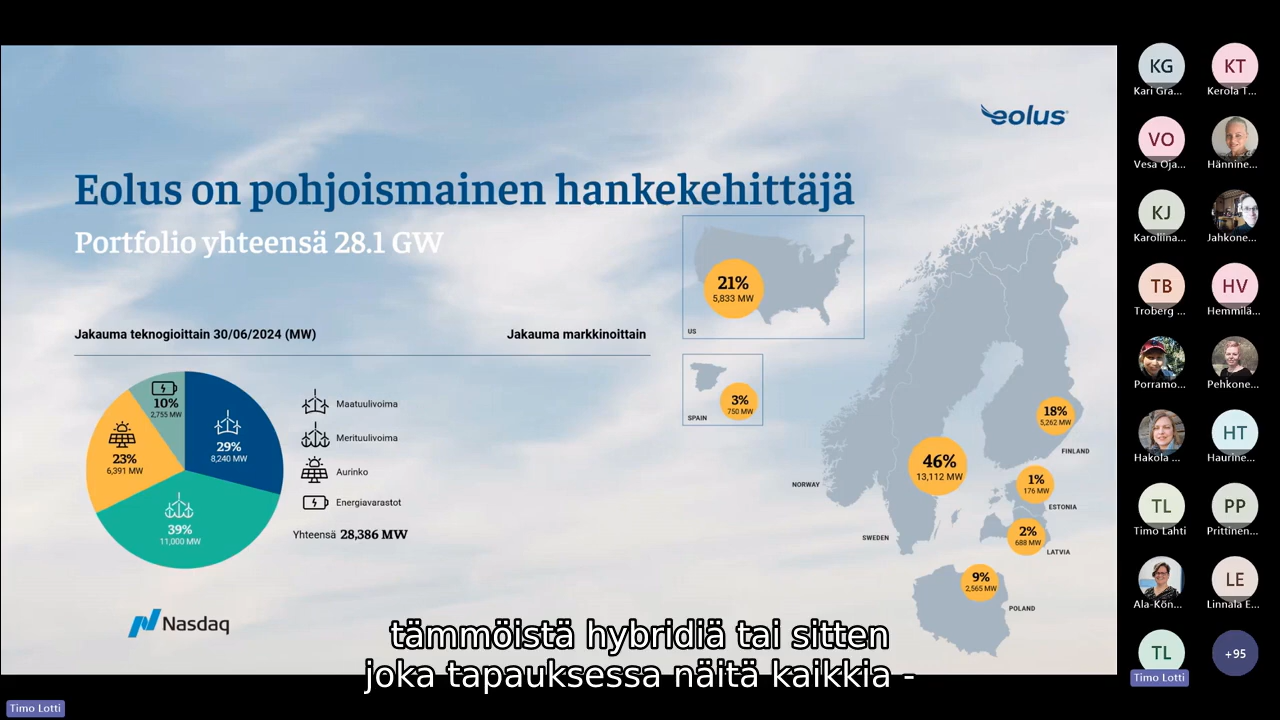 eolus
Eolus on pohjoismainen hankekehittäjä
Portfolio yhteensä 28.1 GW
Jakauma teknogioittain 30/06/2024 (MW)
Jakauma markkinoittain
10%
2,755 MW
29%
8,240 MW
23%
6,391 MW
39%
11,000 MW
Maatuulivoima
Merituulivoima
Aurinko
Energiavarastot
Yhteensä 28,386 MW
Nasdaq
21%
5,833 MW
US
3%
750 MW
SPAIN
18%
5,262 MW
FINLAND
46%
13,112 MW
NORWAY
SWEDEN
1%
176 MW
ESTONIA
2%
688 MW
LATVIA
9%
2,565 MW
POLAND
tämmöistä hybridiä tai sitten
joka tapauksessa näitä kaikkia -
Timo Lotti
KG
Kari Gra...
KT
Kerola T...
VO
Vesa Oja...
Hännine...
KJ
Karoliina...
Jahkone...
TB
Troberg ...
HV
Hemmilä...
Porramo...
Pehkone...
Hakola ...
HT
Haurine...
TL
Timo Lahti
PP
Prittinen...
Ala-Kön...
LE
Linnala E...
TL
Timo Lotti
+95